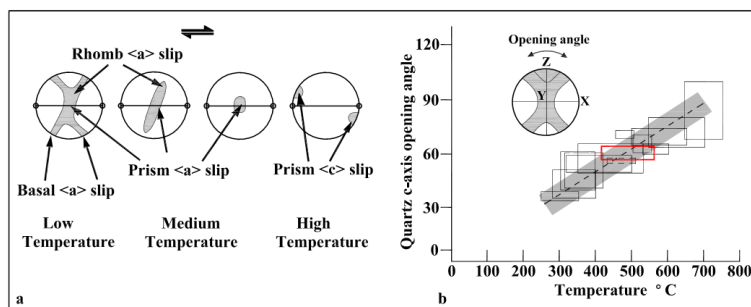 Rhomb <a> slip
Prism <a> slip
Prism <c> slip
Basal <a> slip
Low
Temperature
Medium
Temperature
High
Temperature
a
Quartz c-axis opening angle
120
90
60
30
0
Opening angle
Z
Y
X
0
100
200
300
400
500
600
700
800
Temperature °C
b